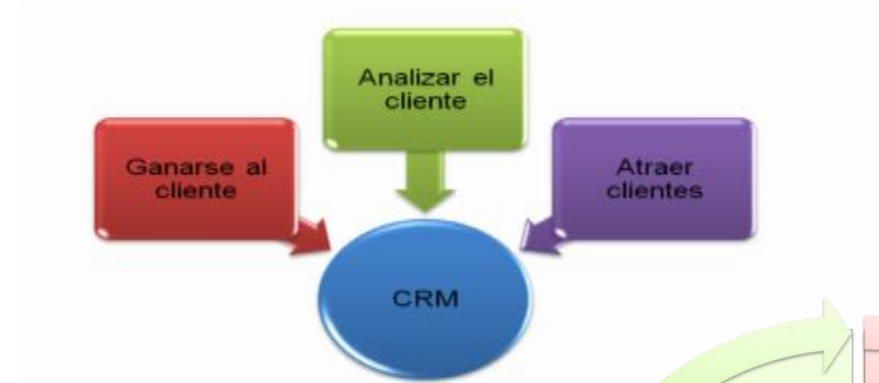 Analizar el
cliente
Ganarse al
cliente
Atraer
clientes
CRM